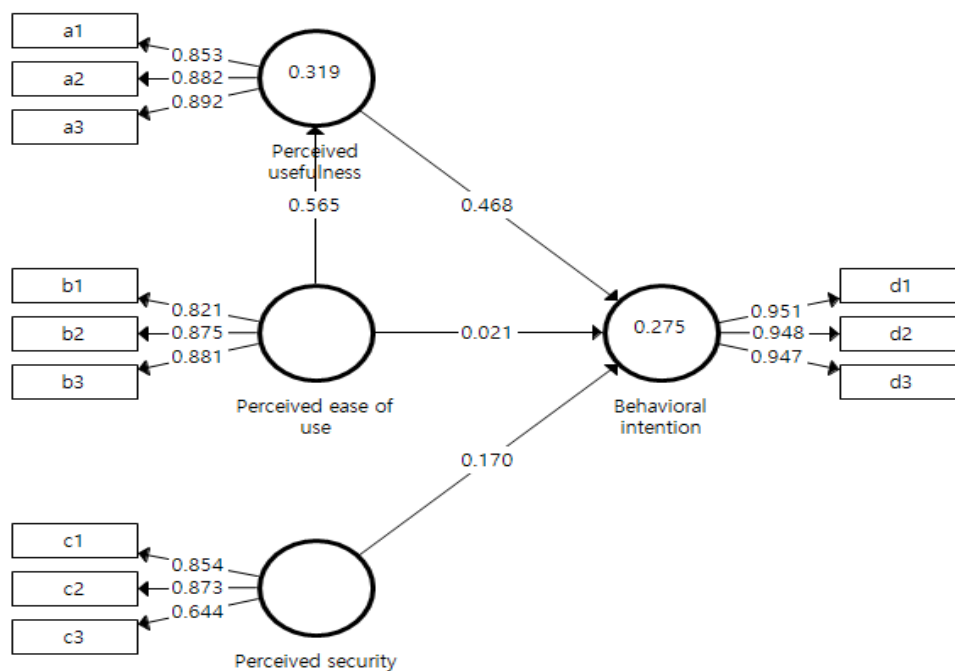 a1
0.853
a2
0.882
a3
0.892
0.319
Perceived
usefulness
0.565
0.468
b1
0.821
b2
0.875
b3
0.881
Perceived ease of
use
0.021
0.275
Behavioral
intention
0.951
d1
0.948
d2
0.947
d3
0.170
c1
0.854
c2
0.873
c3
0.644
Perceived security